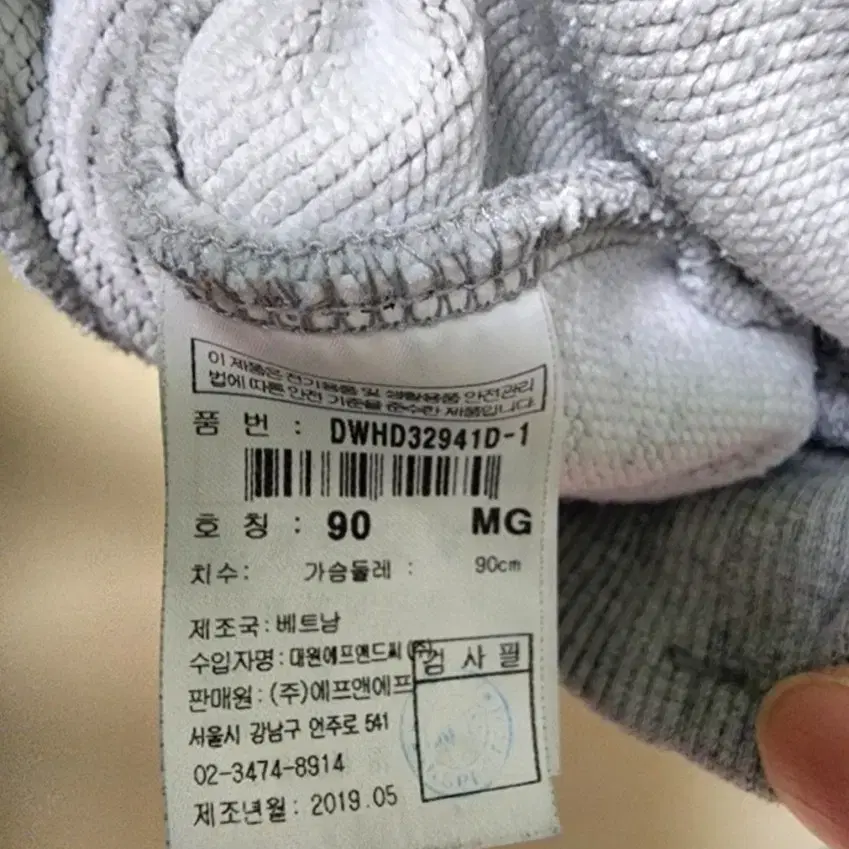 이 제품은 전기용품 및 생활용품 안전관리
법에 따른 안전 기준을 준수한 제품입니다.
품 번 : DWHD32941D-1
호 칭 : 90 MG
치수: 가슴둘레 : 90cm
제조국 : 베트남
수입자명 : 대원에프앤드씨 (주)
검 사 필
판매원 : (주)에프앤에프
서울시 강남구 언주로 541
02-3474-8914
제조년월 : 2019.05